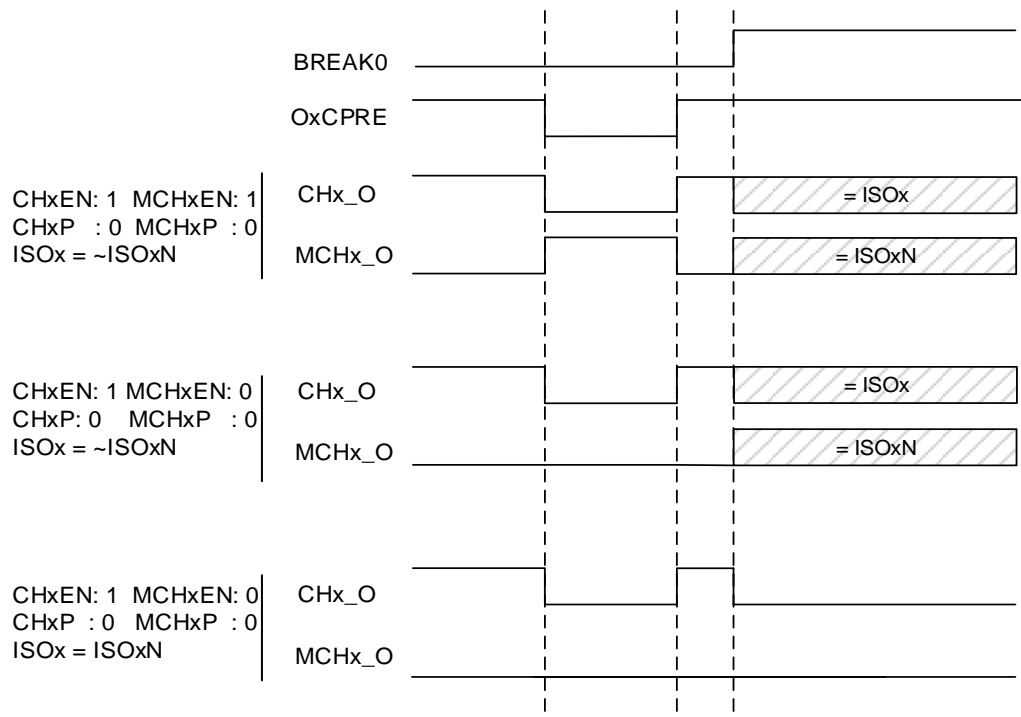 BREAK0
OxCPRE
CHxEN: 1 MCHxEN: 1
CHxP : 0 MCHxP : 0
ISOx = ~ISOxN
CHx_O
= ISOx
MCHx_O
= ISOxN
CHxEN: 1 MCHxEN: 0
CHxP: 0 MCHxP : 0
ISOx = ~ISOxN
CHx_O
= ISOx
MCHx_O
= ISOxN
CHxEN: 1 MCHxEN: 0
CHxP : 0 MCHxP : 0
ISOx = ISOxN
CHx_O
MCHx_O